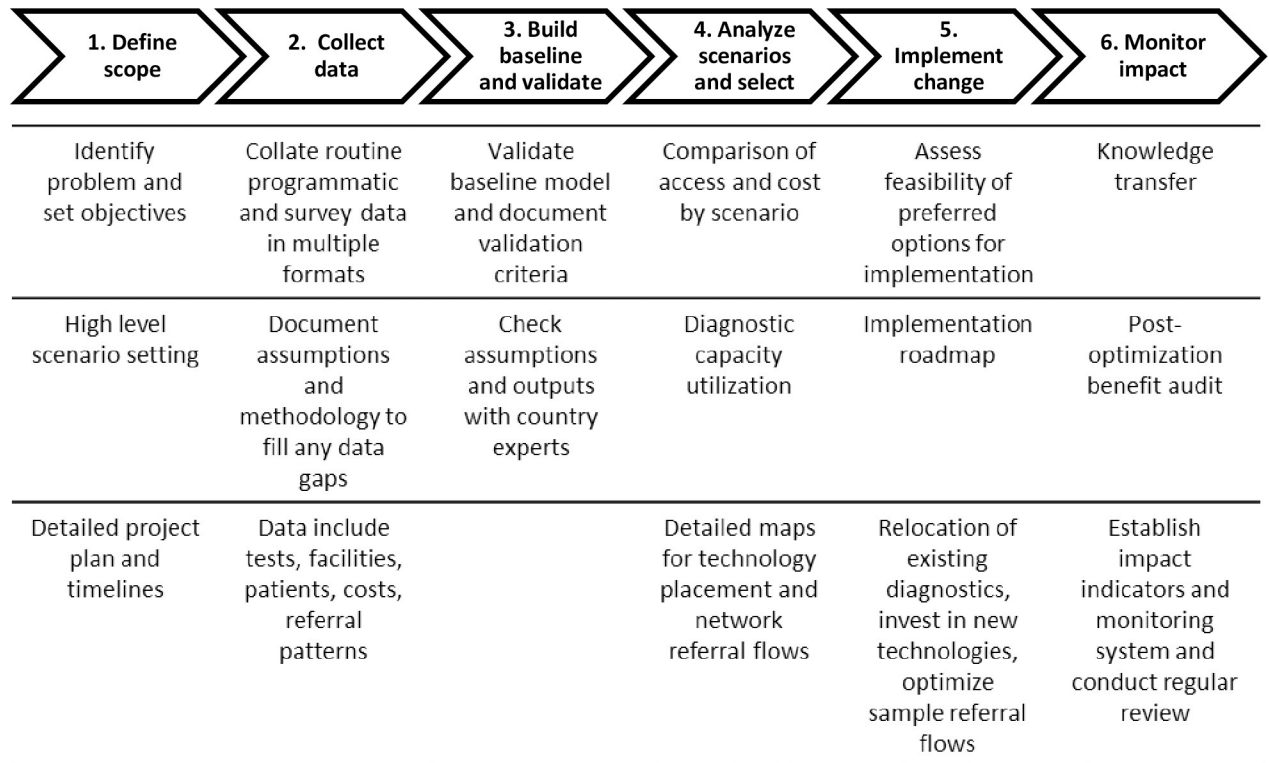 1. Define
scope
2. Collect
data
3. Build
baseline
and validate
4. Analyze
scenarios
and select
5.
Implement
change
6. Monitor
impact
Identify
problem and
set objectives
Collate routine
programmatic
and survey data
in multiple
formats
Validate
baseline model
and document
validation
criteria
Comparison of
access and cost
by scenario
Assess
feasibility of
preferred
options for
implementation
Knowledge
transfer
High level
scenario setting
Document
assumptions
and
methodology to
fill any data
gaps
Check
assumptions
and outputs
with country
experts
Diagnostic
capacity
utilization
Implementation
roadmap
Post-
optimization
benefit audit
Detailed project
plan and
timelines
Data include
tests, facilities,
patients, costs,
referral
patterns
Detailed maps
for technology
placement and
network
referral flows
Relocation of
existing
diagnostics,
invest in new
technologies,
optimize
sample referral
flows
Establish
impact
indicators and
monitoring
system and
conduct regular
review